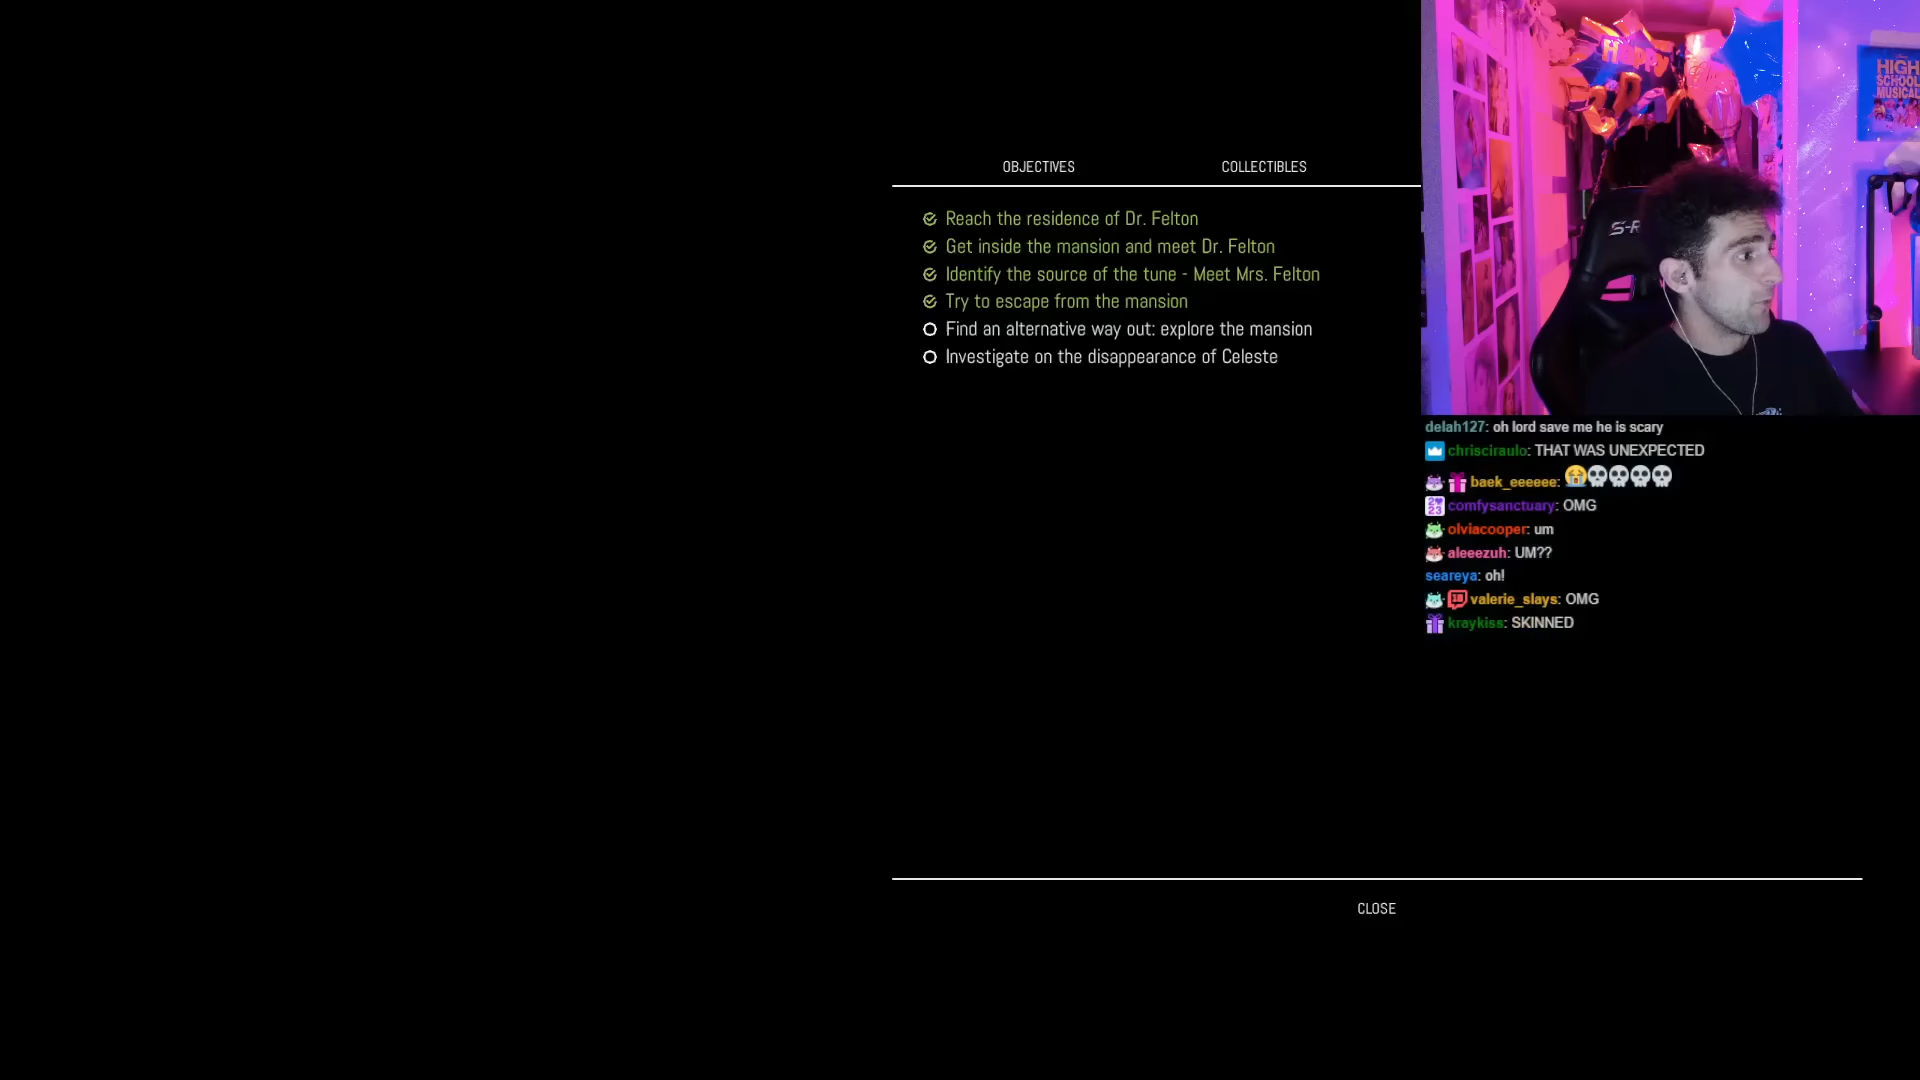 OBJECTIVES
COLLECTIBLES
Reach the residence of Dr. Felton
Get inside the mansion and meet Dr. Felton
Identify the source of the tune - Meet Mrs. Felton
Try to escape from the mansion
Find an alternative way out: explore the mansion
Investigate on the disappearance of Celeste
CLOSE
Happy
HIGH
SCHOOL
MUSICAL
S-R
delah127: oh lord save me he is scary
chrisciraulo: THAT WAS UNEXPECTED
baek_eeeeee: 😭💀💀💀💀
2
23
comfysanctuary: OMG
olviacooper: um
aleeezuh: UM??
seareya: oh!
valerie_slays: OMG
kraykiss: SKINNED